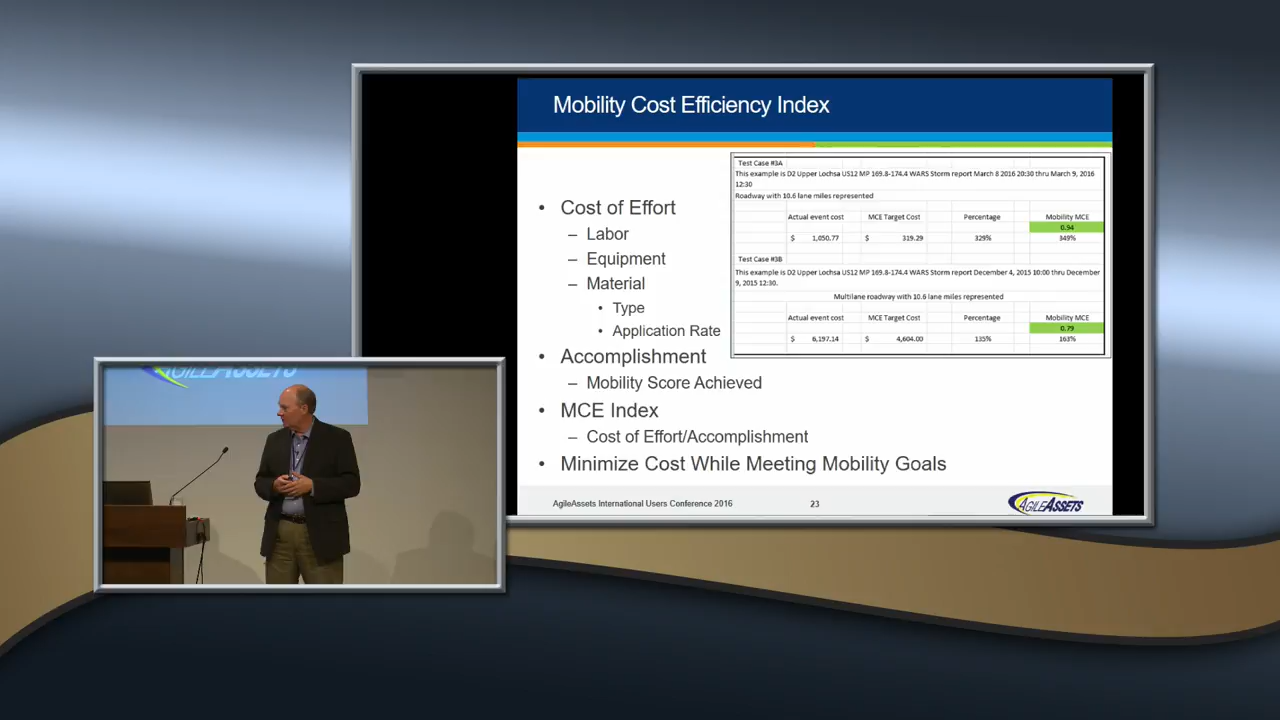 Mobility Cost Efficiency Index
Test Case #3A
This example is D2 Upper Lochsa US12 MP 169.8-174.4 WARS Storm report March 8 2016 20:30 thru March 9, 2016
12:30
Roadway with 10.6 lane miles represented
Actual event cost MCE Target Cost Percentage Mobility MCE
0.94
$ 1,050.77 $ 319.29 329% 349%
Test Case #3B
This example is D2 Upper Lochsa US12 MP 169.8-174.4 WARS Storm report December 4, 2015 10:00 thru December
9, 2015 12:30.
Multilane roadway with 10.6 lane miles represented
Actual event cost MCE Target Cost Percentage Mobility MCE
0.79
$ 6,197.14 $ 4,604.00 135% 163%
• Cost of Effort
– Labor
– Equipment
– Material
• Type
• Application Rate
• Accomplishment
– Mobility Score Achieved
• MCE Index
– Cost of Effort/Accomplishment
• Minimize Cost While Meeting Mobility Goals
AgileAssets International Users Conference 2016 23
AGILEASSETS
AGILEASSETS